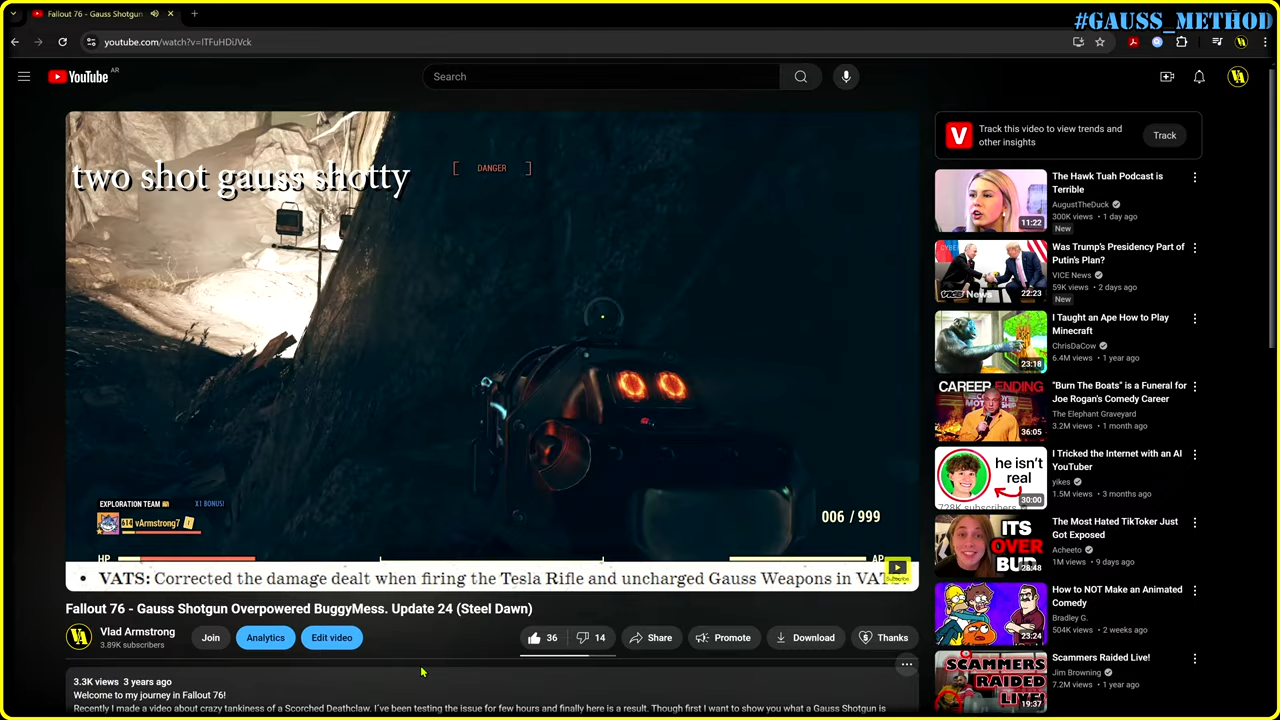 Fallout 76 - Gauss Shotgun
#GAUSS_METHOD
youtube.com/watch?v=lTFuHDiJVck
YouTube AR
Search
two shot gauss shotty
DANGER
EXPLORATION TEAM X1 BONUS!
vArmstrong7
006 / 999
HP
AP
• VATS: Corrected the damage dealt when firing the Tesla Rifle and uncharged Gauss Weapons in VATS.
Fallout 76 - Gauss Shotgun Overpowered BuggyMess. Update 24 (Steel Dawn)
Vlad Armstrong
3.89K subscribers
Join
Analytics
Edit video
36
14
Share
Promote
Download
Thanks
3.3K views 3 years ago
Welcome to my journey in Fallout 76!
Recently I made a video about crazy tankiness of a Scorched Deathclaw. I've been testing the issue for few hours and finally here is a result. Though first I want to show you what a Gauss Shotgun is
Track this video to view trends and
other insights
Track
The Hawk Tuah Podcast is
Terrible
AugustTheDuck
300K views • 1 day ago
New
11:22
Was Trump's Presidency Part of
Putin's Plan?
VICE News
59K views • 2 days ago
New
VICE News
22:23
I Taught an Ape How to Play
Minecraft
ChrisDaCow
6.4M views • 1 year ago
23:18
"Burn The Boats" is a Funeral for
Joe Rogan's Comedy Career
The Elephant Graveyard
3.2M views • 1 month ago
CAREER ENDING
36:05
I Tricked the Internet with an AI
YouTuber
yikes
1.5M views • 3 months ago
he isn't
real
728K subscribers
30:00
The Most Hated TikToker Just
Got Exposed
Acheeto
1M views • 9 days ago
ITS
OVER
BUD
28:48
How to NOT Make an Animated
Comedy
Bradley G.
504K views • 2 weeks ago
23:24
Scammers Raided Live!
Jim Browning
7.2M views • 1 year ago
SCAMMERS
RAIDED
LIVE!
19:37